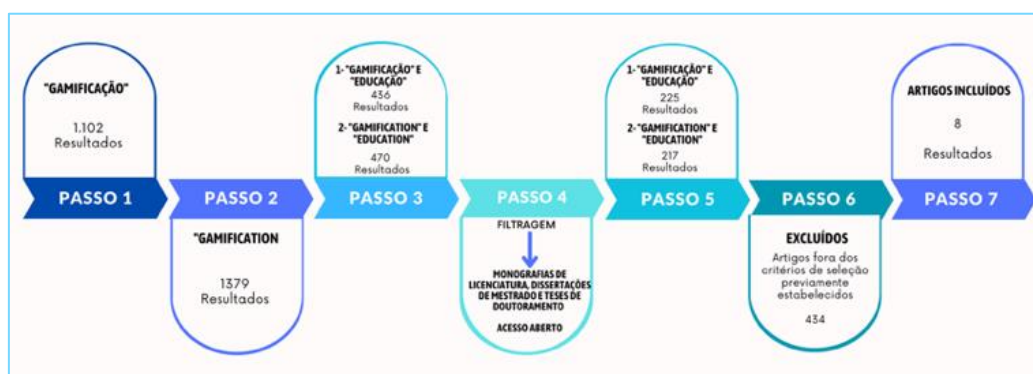 "GAMIFICAÇÃO"
1.102
Resultados
PASSO 1
PASSO 2
"GAMIFICATION
1379
Resultados
1- "GAMIFICAÇÃO" E
"EDUCAÇÃO"
436
Resultados
2- "GAMIFICATION" E
"EDUCATION"
470
Resultados
PASSO 3
PASSO 4
FILTRAGEM
MONOGRAFIAS DE
LICENCIATURA, DISSERTAÇÕES
DE MESTRADO E TESES DE
DOUTORAMENTO
ACESSO ABERTO
1- "GAMIFICAÇÃO" E
"EDUCAÇÃO"
225
Resultados
2- "GAMIFICATION" E
"EDUCATION"
217
Resultados
PASSO 5
PASSO 6
EXCLUÍDOS
Artigos fora dos
critérios de seleção
previamente
estabelecidos
434
ARTIGOS INCLUÍDOS
8
Resultados
PASSO 7